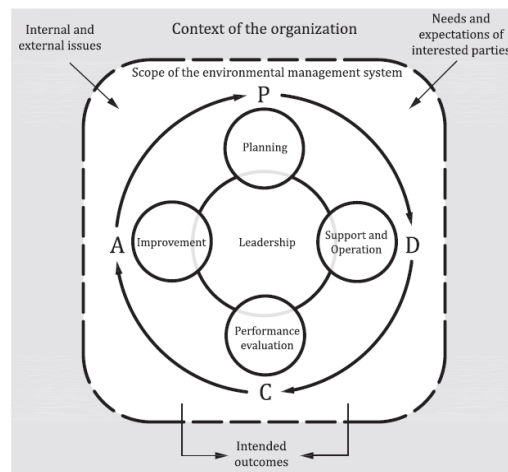 Internal and
external issues
Context of the organization
Needs and
expectations of
interested parties
Scope of the environmental management system
P
Planning
A
Improvement
Leadership
Support and
Operation
D
Performance
evaluation
C
Intended
outcomes